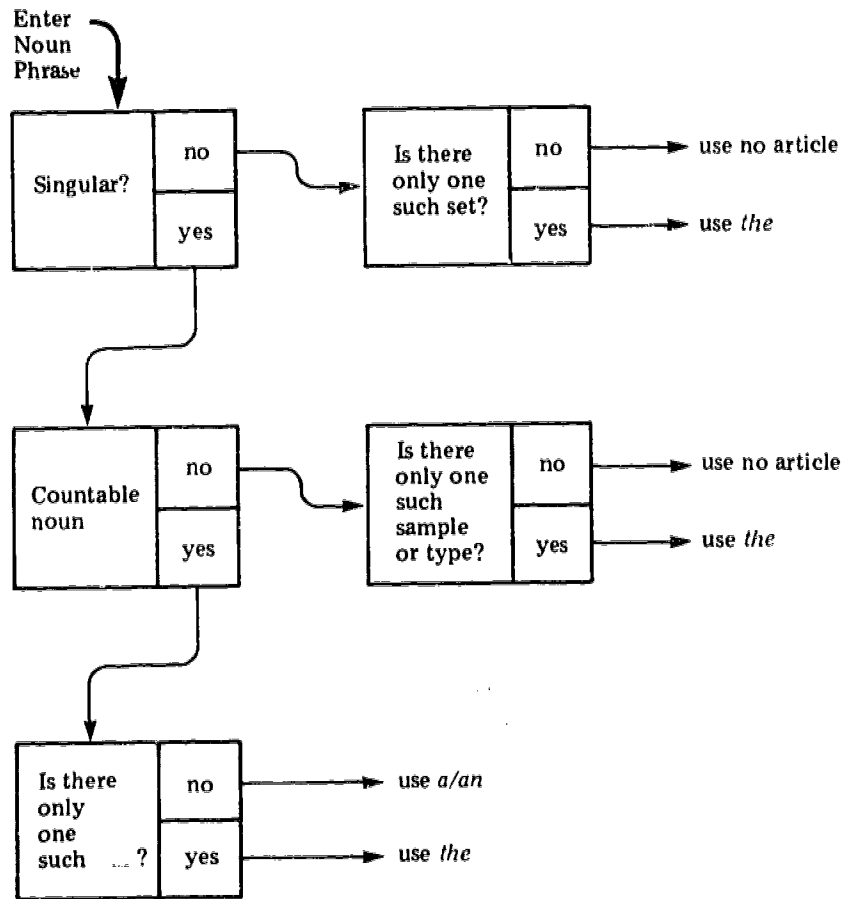 Enter
Noun
Phrase
Singular?
no
yes
Is there
only one
such set?
no
yes
use no article
use the
Countable
noun
no
yes
Is there
only one
such
sample
or type?
no
yes
use no article
use the
Is there
only
one
such ... ?
no
yes
use a/an
use the